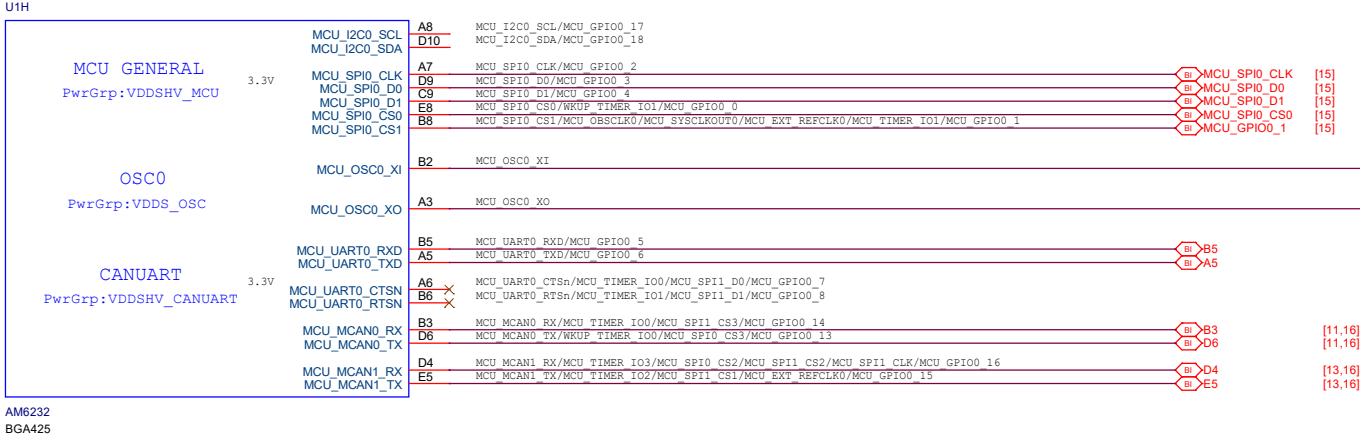 U1H
MCU GENERAL
PwrGrp:VDDSHV_MCU
3.3V
MCU_I2C0_SCL A8 MCU_I2C0_SCL/MCU_GPIO0_17
MCU_I2C0_SDA D10 MCU_I2C0_SDA/MCU_GPIO0_18
MCU_SPI0_CLK A7 MCU_SPI0_CLK/MCU_GPIO0_2 BI MCU_SPI0_CLK [15]
MCU_SPI0_D0 D9 MCU_SPI0_D0/MCU_GPIO0_3 BI MCU_SPI0_D0 [15]
MCU_SPI0_D1 C9 MCU_SPI0_D1/MCU_GPIO0_4 BI MCU_SPI0_D1 [15]
MCU_SPI0_CS0 E8 MCU_SPI0_CS0/WKUP_TIMER_IO1/MCU_GPIO0_0 BI MCU_SPI0_CS0 [15]
MCU_SPI0_CS1 B8 MCU_SPI0_CS1/MCU_OBSCLK0/MCU_SYSCLKOUT0/MCU_EXT_REFCLK0/MCU_TIMER_IO1/MCU_GPIO0_1 BI MCU_GPIO0_1 [15]
OSC0
PwrGrp:VDDS_OSC
MCU_OSC0_XI B2 MCU_OSC0_XI
MCU_OSC0_XO A3 MCU_OSC0_XO
CANUART
PwrGrp:VDDSHV_CANUART
3.3V
MCU_UART0_RXD B5 MCU_UART0_RXD/MCU_GPIO0_5 BI B5
MCU_UART0_TXD A5 MCU_UART0_TXD/MCU_GPIO0_6 BI A5
MCU_UART0_CTSN A6 MCU_UART0_CTSn/MCU_TIMER_IO0/MCU_SPI1_D0/MCU_GPIO0_7
MCU_UART0_RTSN B6 MCU_UART0_RTSn/MCU_TIMER_IO1/MCU_SPI1_D1/MCU_GPIO0_8
MCU_MCAN0_RX B3 MCU_MCAN0_RX/MCU_TIMER_IO0/MCU_SPI1_CS3/MCU_GPIO0_14 BI B3 [11,16]
MCU_MCAN0_TX D6 MCU_MCAN0_TX/WKUP_TIMER_IO0/MCU_SPI0_CS3/MCU_GPIO0_13 BI D6 [11,16]
MCU_MCAN1_RX D4 MCU_MCAN1_RX/MCU_TIMER_IO3/MCU_SPI0_CS2/MCU_SPI1_CS2/MCU_SPI1_CLK/MCU_GPIO0_16 BI D4 [13,16]
MCU_MCAN1_TX E5 MCU_MCAN1_TX/MCU_TIMER_IO2/MCU_SPI1_CS1/MCU_EXT_REFCLK0/MCU_GPIO0_15 BI E5 [13,16]
AM6232
BGA425